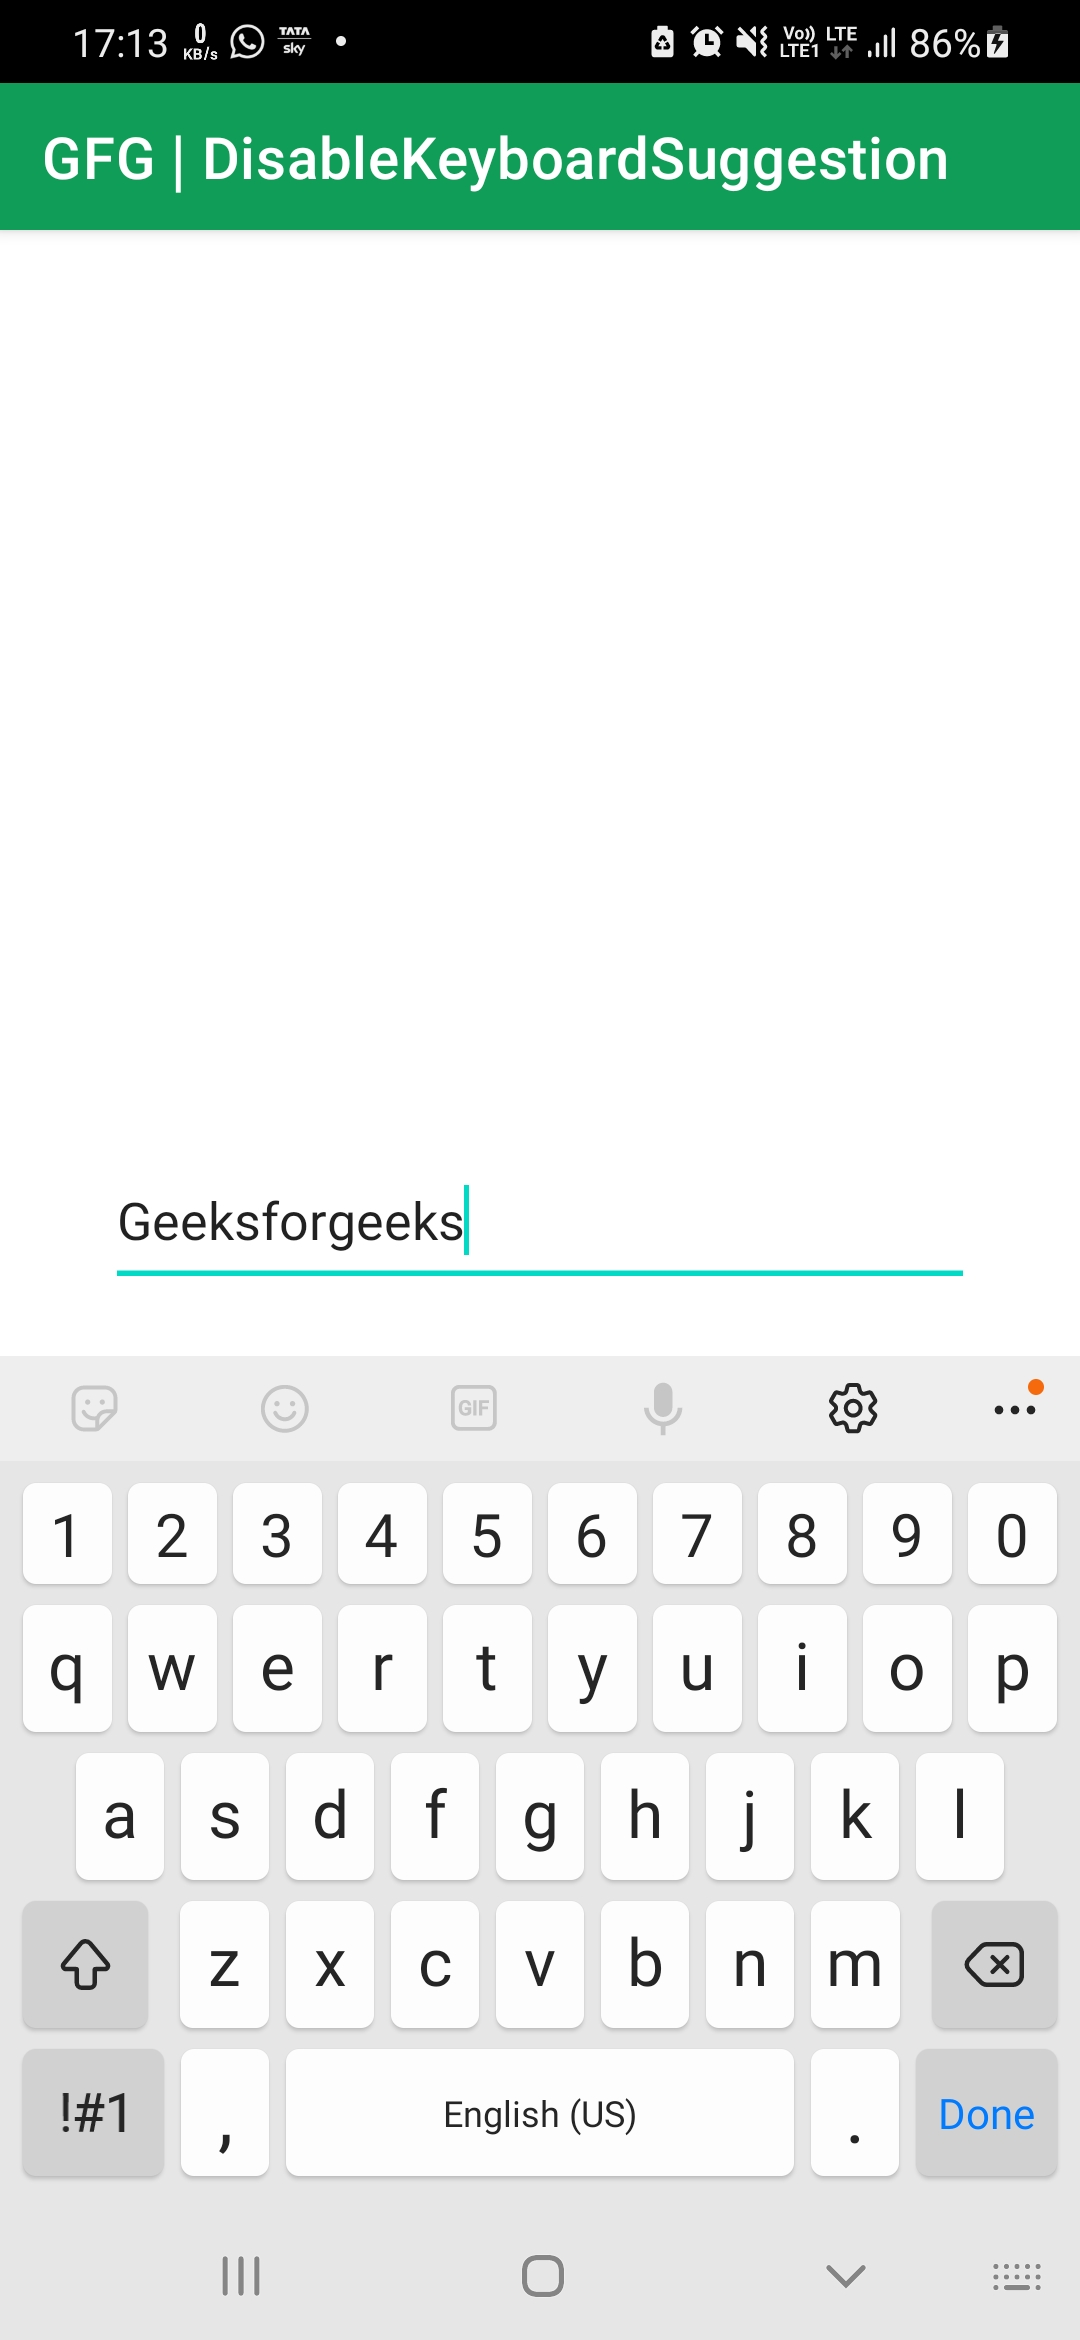 17:13 0 KB/s TATA sky Vo)) LTE1 LTE 86%
GFG | DisableKeyboardSuggestion
Geeksforgeeks
GIF
1 2 3 4 5 6 7 8 9 0
q w e r t y u i o p
a s d f g h j k l
z x c v b n m
!#1 , English (US) . Done